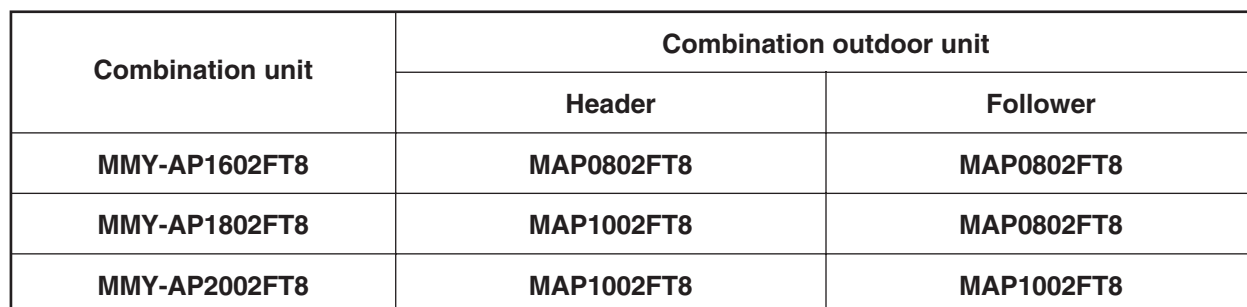 Combination unit
Combination outdoor unit
Header Follower
MMY-AP1602FT8 MAP0802FT8 MAP0802FT8
MMY-AP1802FT8 MAP1002FT8 MAP0802FT8
MMY-AP2002FT8 MAP1002FT8 MAP1002FT8